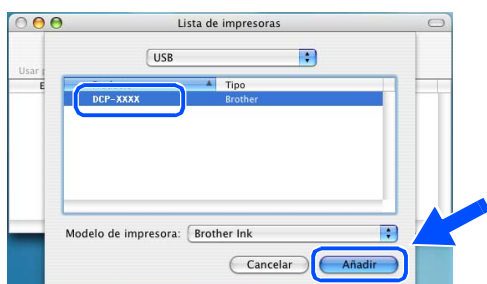 Lista de impresoras
USB
Usar
Tipo
DCP-XXXX Brother
Modelo de impresora: Brother Ink
Cancelar Añadir